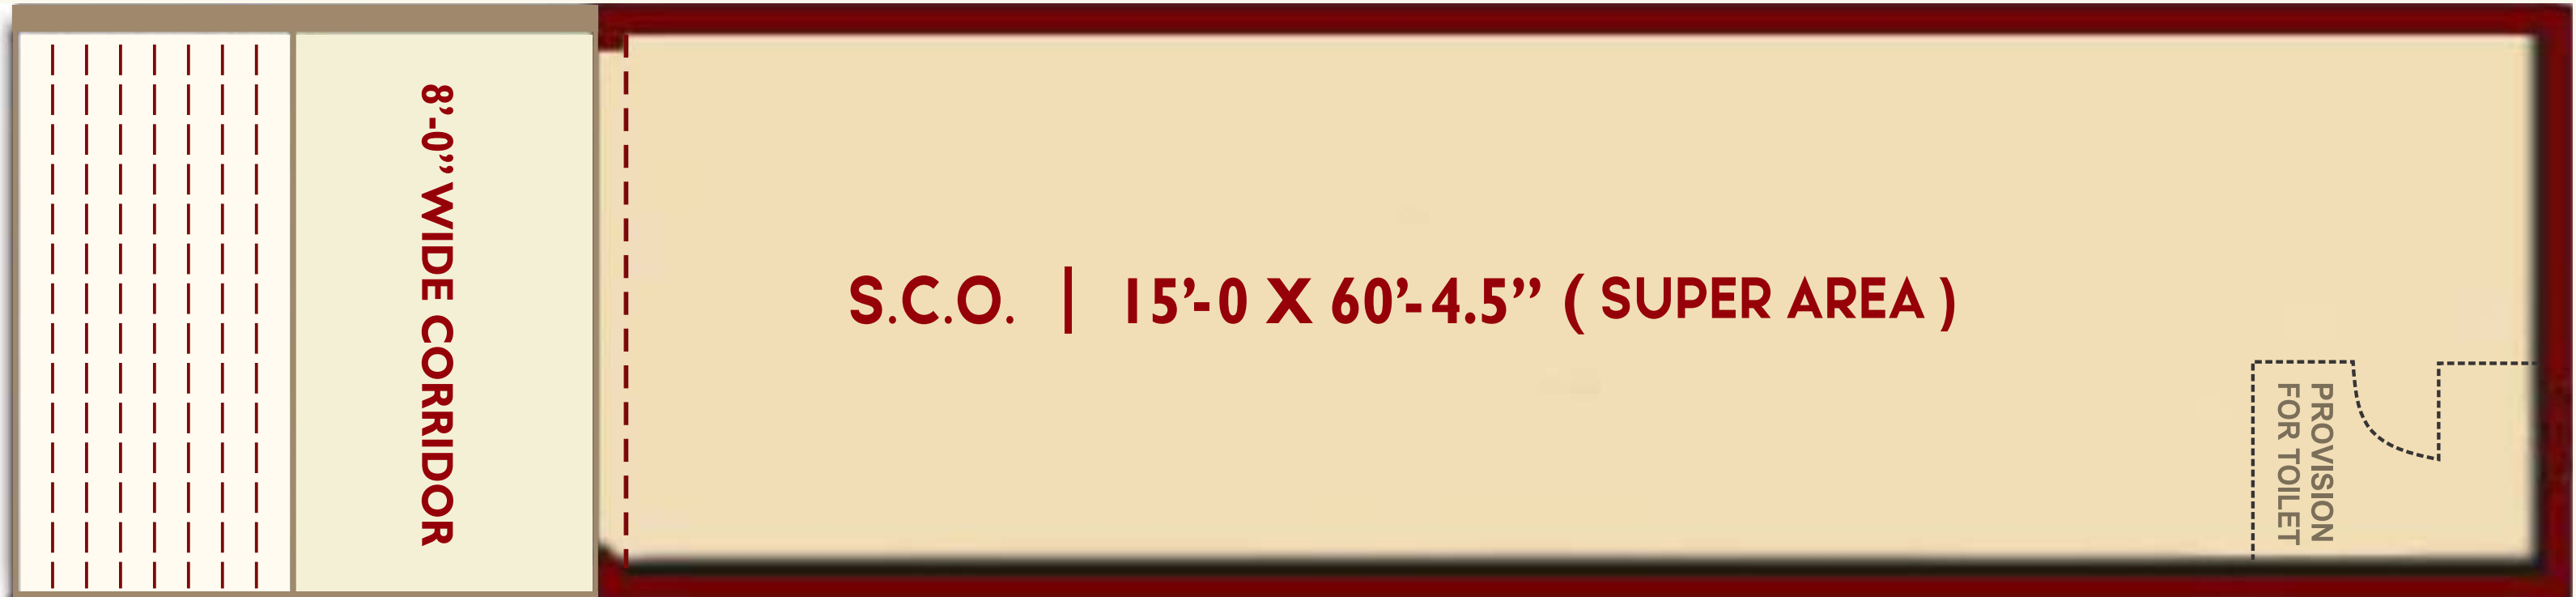 8’-0’’ WIDE CORRIDOR
S.C.O. | 15’-0 X 60’-4.5’’ ( SUPER AREA )
PROVISION
FOR TOILET